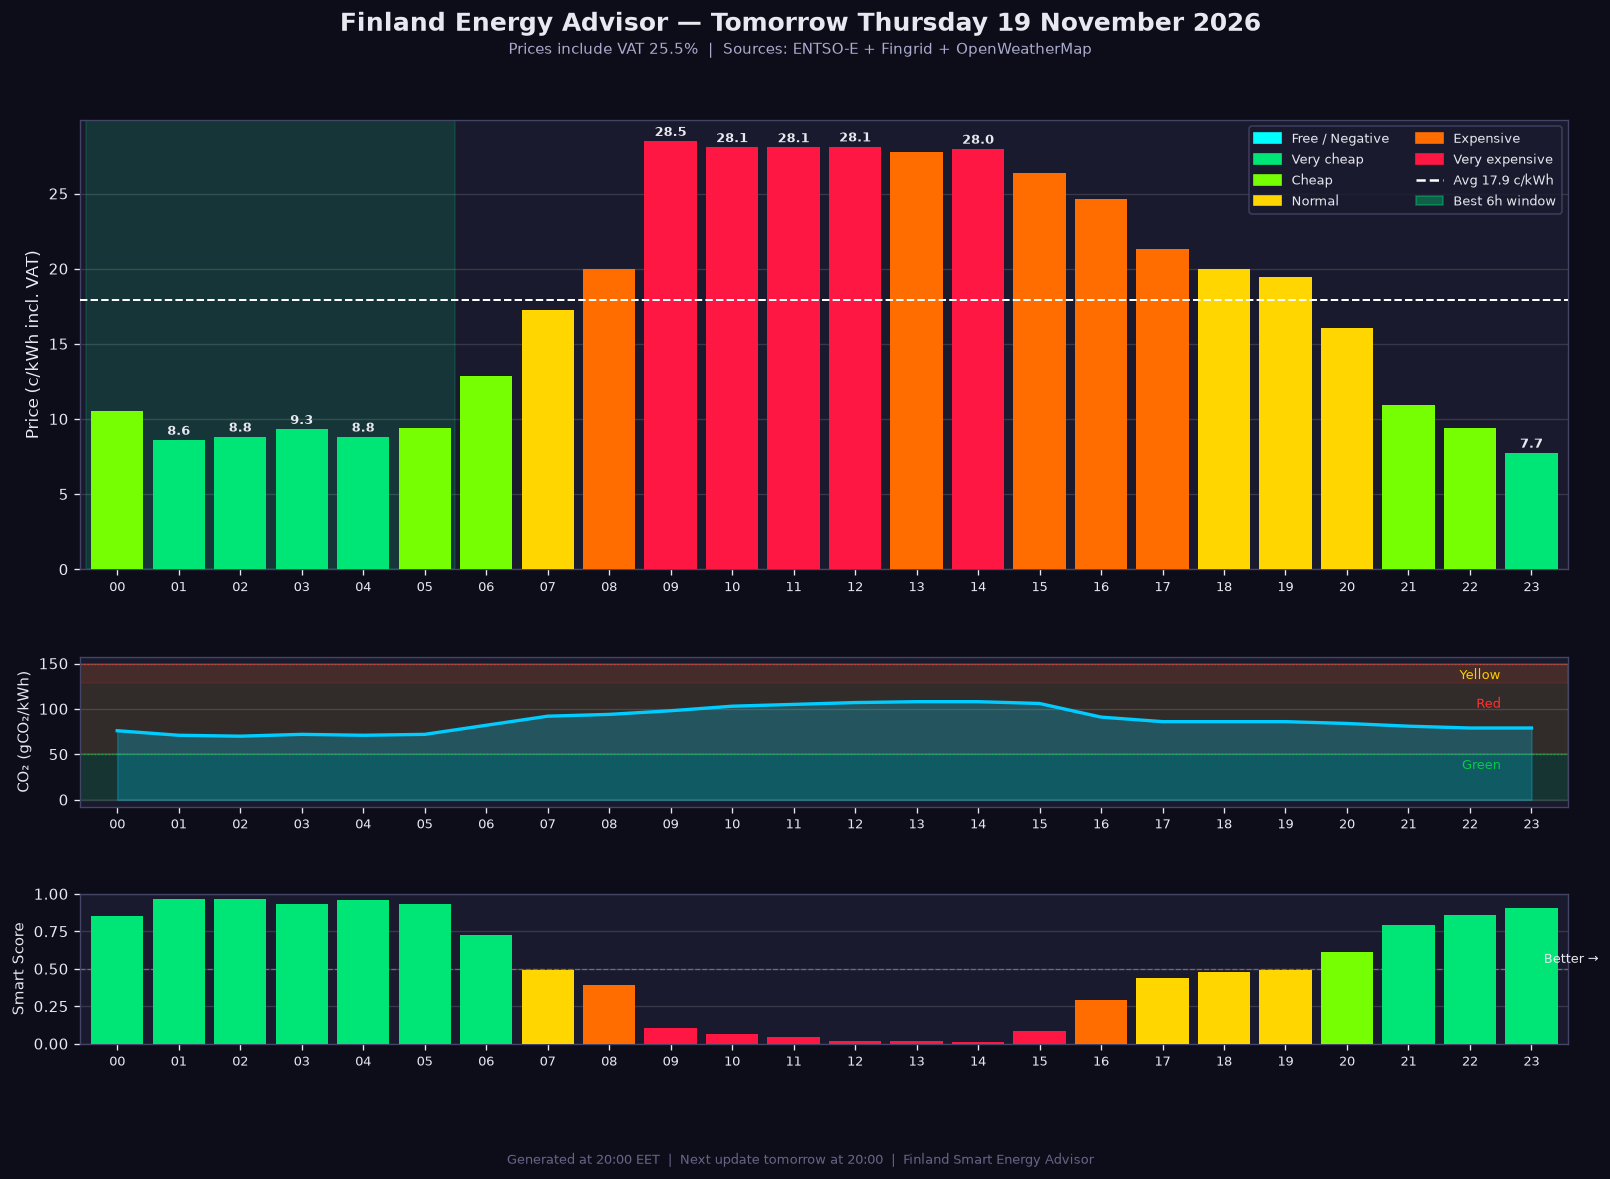 Finland Energy Advisor — Tomorrow Thursday 19 November 2026
Prices include VAT 25.5%  |  Sources: ENTSO-E + Fingrid + OpenWeatherMap
Price (c/kWh incl. VAT)
25
20
15
10
5
0
8.6
8.8
9.3
8.8
28.5
28.1
28.1
28.1
28.0
7.7
Free / Negative
Very cheap
Cheap
Normal
Expensive
Very expensive
Avg 17.9 c/kWh
Best 6h window
00 01 02 03 04 05 06 07 08 09 10 11 12 13 14 15 16 17 18 19 20 21 22 23
CO₂ (gCO₂/kWh)
150
100
50
0
Yellow
Red
Green
00 01 02 03 04 05 06 07 08 09 10 11 12 13 14 15 16 17 18 19 20 21 22 23
Smart Score
1.00
0.75
0.50
0.25
0.00
Better →
00 01 02 03 04 05 06 07 08 09 10 11 12 13 14 15 16 17 18 19 20 21 22 23
Generated at 20:00 EET  |  Next update tomorrow at 20:00  |  Finland Smart Energy Advisor